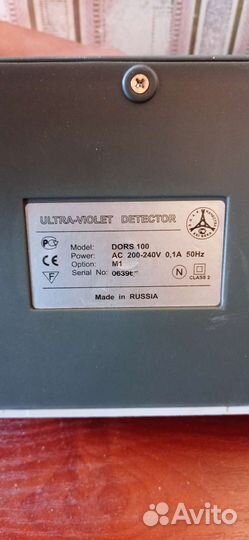 ULTRA-VIOLET DETECTOR
Model: DORS 100
Power: AC 200-240V 0,1A 50Hz
Option: M1
Serial No:
CE
F
N
CLASS 2
Made in RUSSIA
Avito